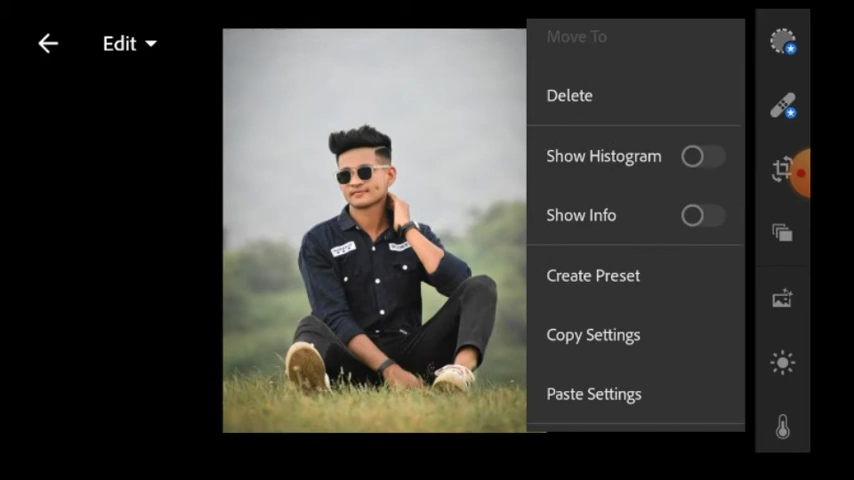 Edit
Move To
Delete
Show Histogram
Show Info
Create Preset
Copy Settings
Paste Settings